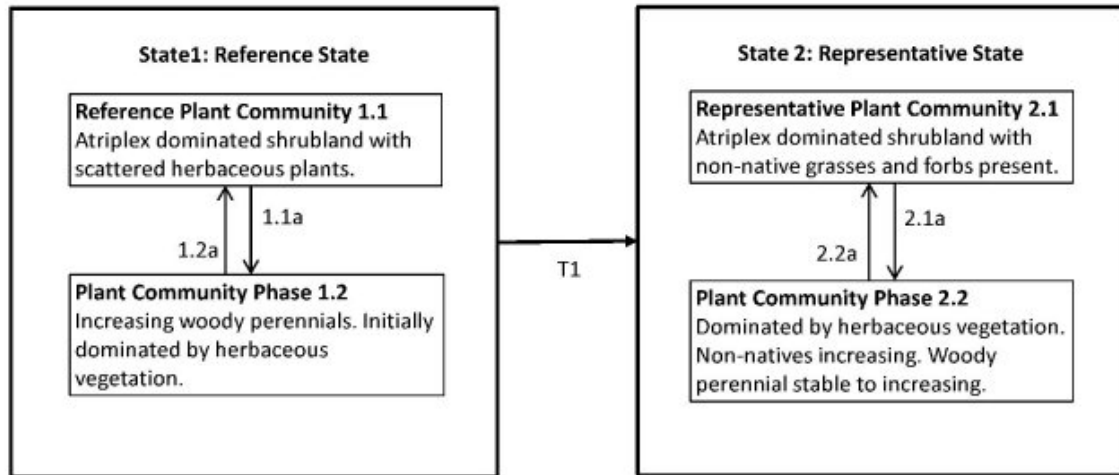 State1: Reference State
Reference Plant Community 1.1
Atriplex dominated shrubland with
scattered herbaceous plants.
1.1a
1.2a
Plant Community Phase 1.2
Increasing woody perennials. Initially
dominated by herbaceous
vegetation.
T1
State 2: Representative State
Representative Plant Community 2.1
Atriplex dominated shrubland with
non-native grasses and forbs present.
2.1a
2.2a
Plant Community Phase 2.2
Dominated by herbaceous vegetation.
Non-natives increasing. Woody
perennial stable to increasing.